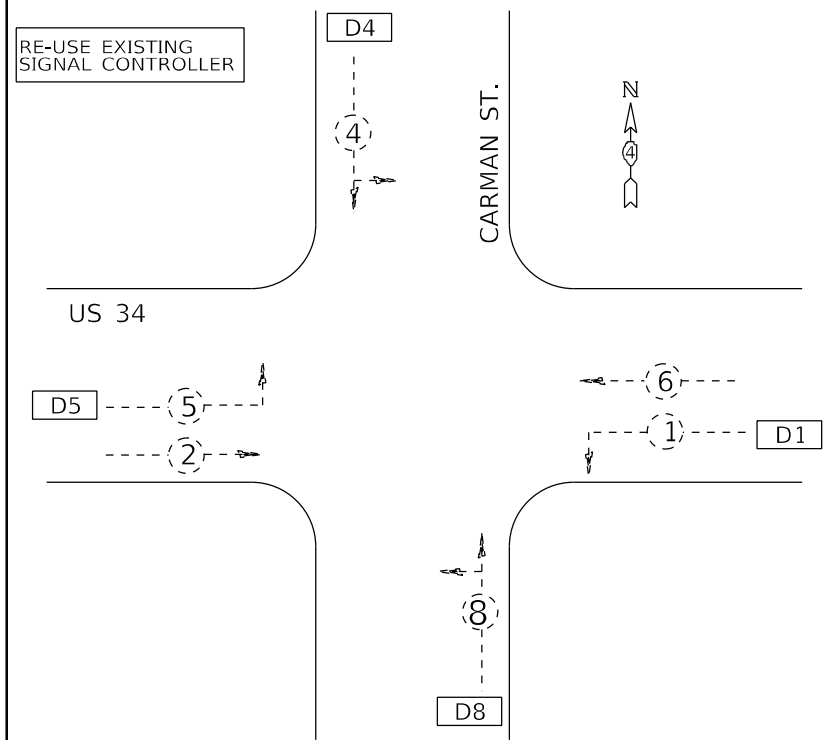 RE-USE EXISTING
SIGNAL CONTROLLER
D4
4
CARMAN ST.
N
4
US 34
D5
5
2
6
1
D1
8
D8